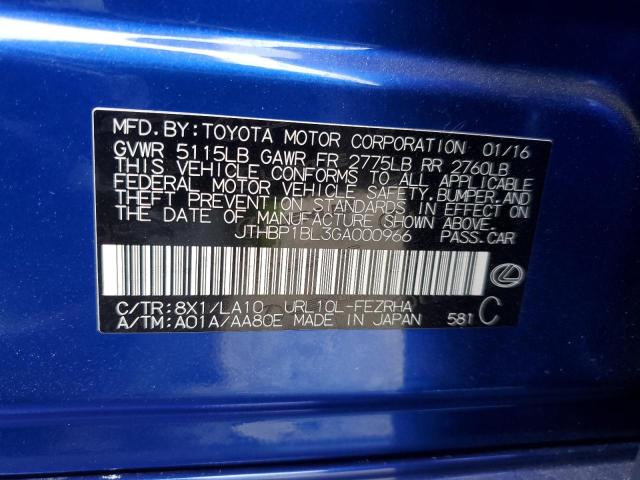 MFD.BY:TOYOTA MOTOR CORPORATION 01/16
GVWR 5115LB GAWR FR 2775LB RR 2760LB
THIS VEHICLE CONFORMS TO ALL APPLICABLE
FEDERAL MOTOR VEHICLE SAFETY,BUMPER,AND
THEFT PREVENTION STANDARDS IN EFFECT ON
THE DATE OF MANUFACTURE SHOWN ABOVE.
JTHBP1BL3GA000966 PASS.CAR
C/TR:8X1/LA10 URL10L-FEZRHA
A/TM:A01A/AA80E MADE IN JAPAN 581 C